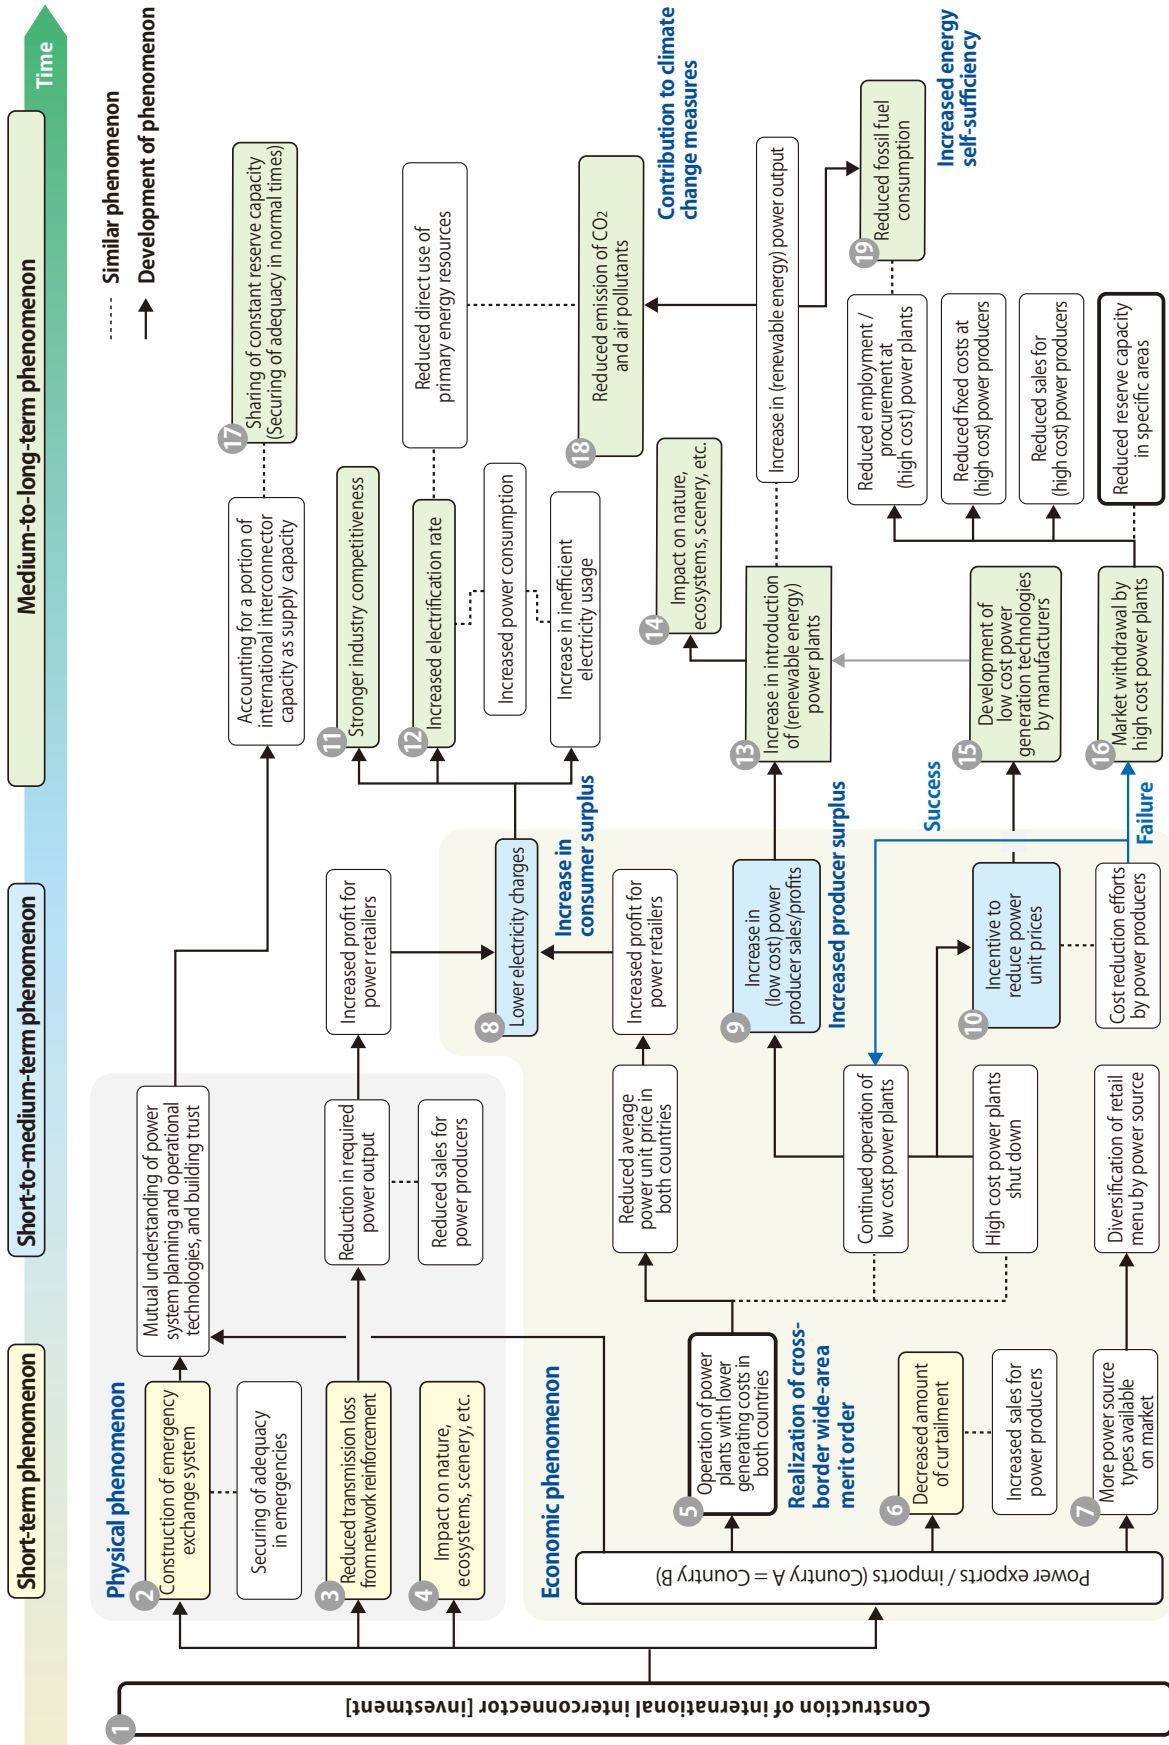 Short-term phenomenon
Short-to-medium-term phenomenon
Medium-to-long-term phenomenon
Time
Similar phenomenon
Development of phenomenon
1
Construction of international interconnector [investment]
Physical phenomenon
2
Construction of emergency
exchange system
Securing of adequacy
in emergencies
3
Reduced transmission loss
from network reinforcement
4
Impact on nature,
ecosystems, scenery, etc.
Mutual understanding of power
system planning and operational
technologies, and building trust
Reduction in required
power output
Reduced sales for
power producers
Increased profit for
power retailers
Accounting for a portion of
international interconnector
capacity as supply capacity
17
Sharing of constant reserve capacity
(Securing of adequacy in normal times)
Economic phenomenon
Power exports / imports (Country A = Country B)
5
Operation of power
plants with lower
generating costs in
both countries
Realization of cross-
border wide-area
merit order
6
Decreased amount
of curtailment
Increased sales for
power producers
7
More power source
types available
on market
Reduced average
power unit price in
both countries
Increased profit for
power retailers
8
Lower electricity charges
Increase in
consumer surplus
Continued operation of
low cost power plants
High cost power plants
shut down
Diversification of retail
menu by power source
9
Increase in
(low cost) power
producer sales/profits
Increased producer surplus
10
Incentive to
reduce power
unit prices
Cost reduction efforts
by power producers
Success
Failure
11
Stronger industry competitiveness
12
Increased electrification rate
Increased power consumption
Increase in inefficient
electricity usage
Reduced direct use of
primary energy resources
13
Increase in introduction
of (renewable energy)
power plants
14
Impact on nature,
ecosystems, scenery, etc.
15
Development of
low cost power
generation technologies
by manufacturers
16
Market withdrawal by
high cost power plants
18
Reduced emission of CO2
and air pollutants
Contribution to climate
change measures
Increase in (renewable energy) power output
19
Reduced fossil fuel
consumption
Increased energy
self-sufficiency
Reduced employment /
procurement at
(high cost) power plants
Reduced fixed costs at
(high cost) power producers
Reduced sales for
(high cost) power producers
Reduced reserve capacity
in specific areas